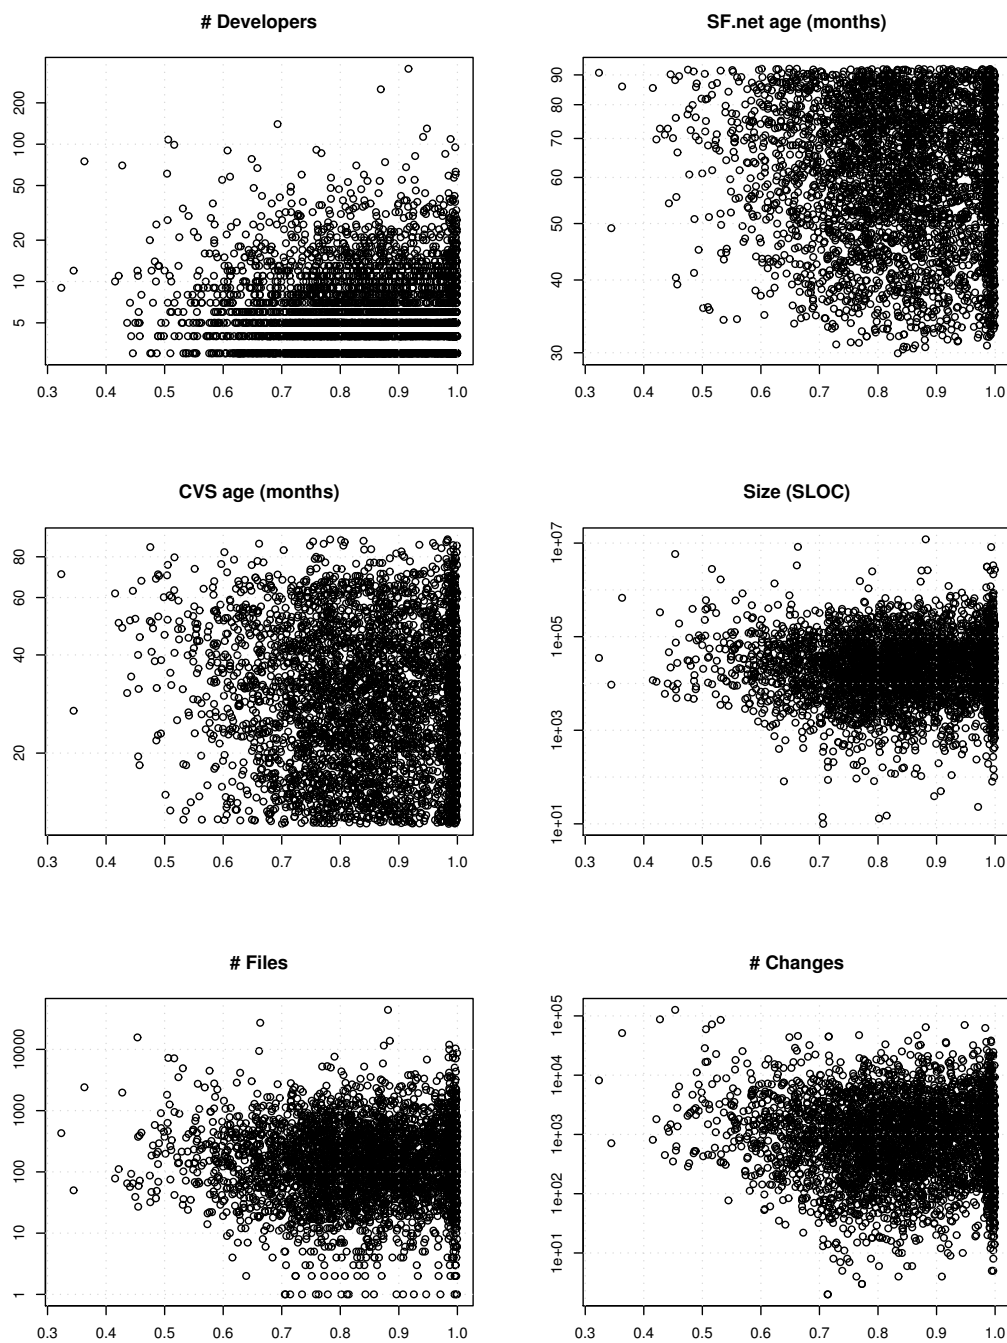 # Developers
200
100
50
20
10
5
0.3 0.4 0.5 0.6 0.7 0.8 0.9 1.0
SF.net age (months)
90
80
70
60
50
40
30
0.3 0.4 0.5 0.6 0.7 0.8 0.9 1.0
CVS age (months)
80
60
40
20
0.3 0.4 0.5 0.6 0.7 0.8 0.9 1.0
Size (SLOC)
1e+07
1e+05
1e+03
1e+01
0.3 0.4 0.5 0.6 0.7 0.8 0.9 1.0
# Files
10000
1000
100
10
1
0.3 0.4 0.5 0.6 0.7 0.8 0.9 1.0
# Changes
1e+05
1e+04
1e+03
1e+02
1e+01
0.3 0.4 0.5 0.6 0.7 0.8 0.9 1.0